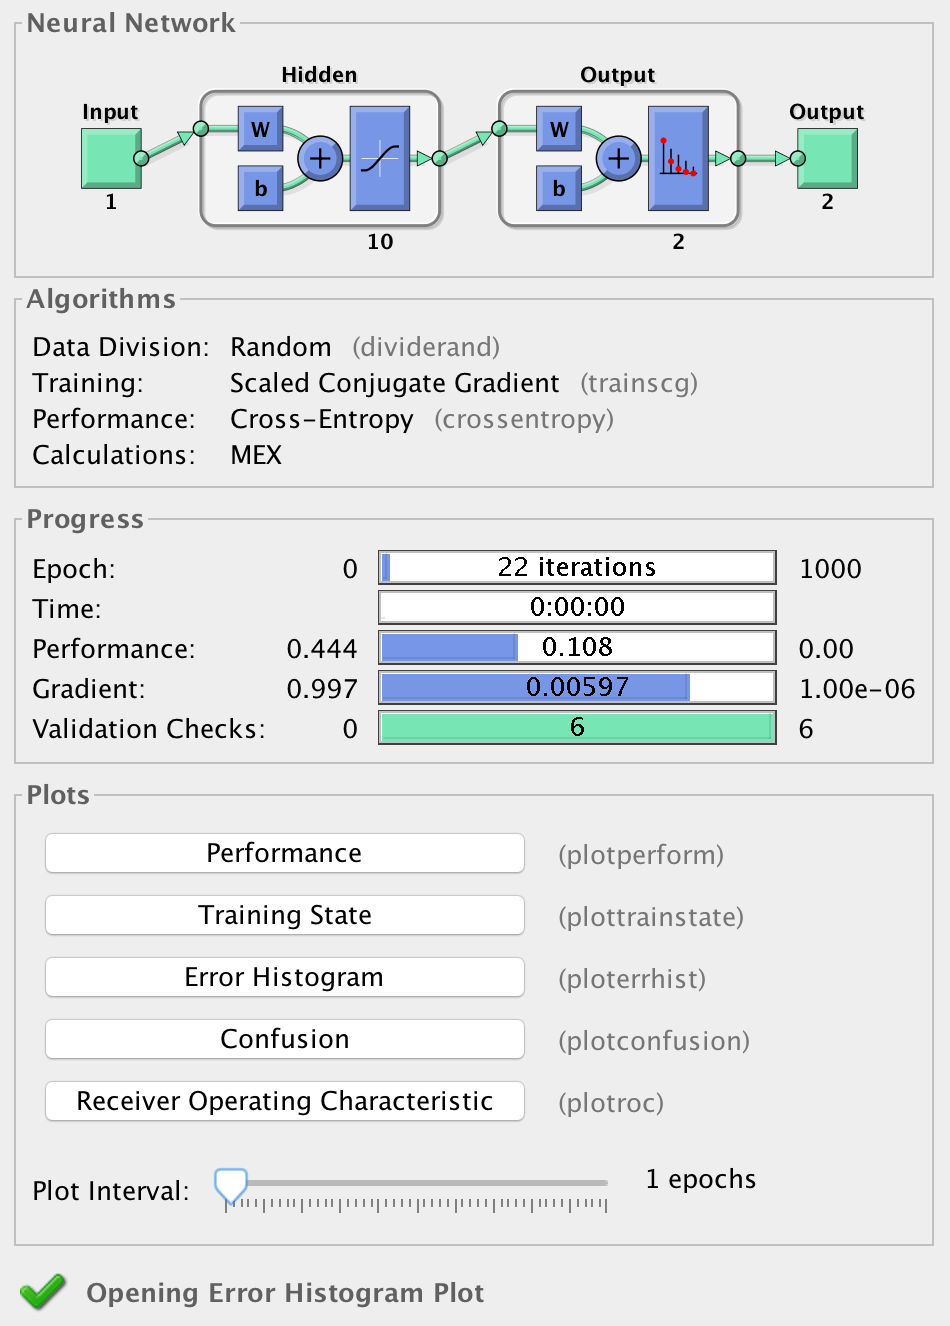 Neural Network
Hidden
Output
Input
Output
W
W
b
b
1
2
10
2
Algorithms
Data Division: Random (dividerand)
Training: Scaled Conjugate Gradient (trainscg)
Performance: Cross-Entropy (crossentropy)
Calculations: MEX
Progress
Epoch: 0 22 iterations 1000
Time: 0:00:00
Performance: 0.444 0.108 0.00
Gradient: 0.997 0.00597 1.00e-06
Validation Checks: 0 6 6
Plots
Performance (plotperform)
Training State (plottrainstate)
Error Histogram (ploterrhist)
Confusion (plotconfusion)
Receiver Operating Characteristic (plotroc)
Plot Interval: 1 epochs
Opening Error Histogram Plot